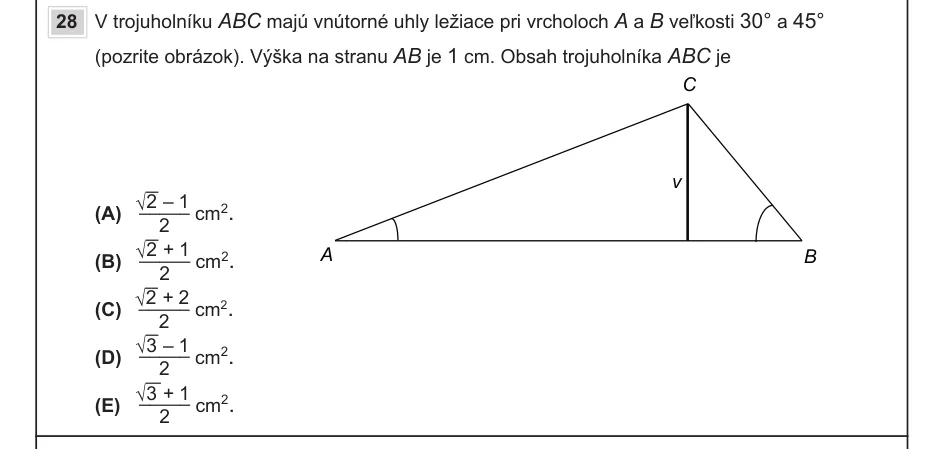 28 V trojuholníku ABC majú vnútorné uhly ležiace pri vrcholoch A a B veľkosti 30° a 45°
(pozrite obrázok). Výška na stranu AB je 1 cm. Obsah trojuholníka ABC je
C
v
A
B
(A) (√2 – 1)/2 cm².
(B) (√2 + 1)/2 cm².
(C) (√2 + 2)/2 cm².
(D) (√3 – 1)/2 cm².
(E) (√3 + 1)/2 cm².